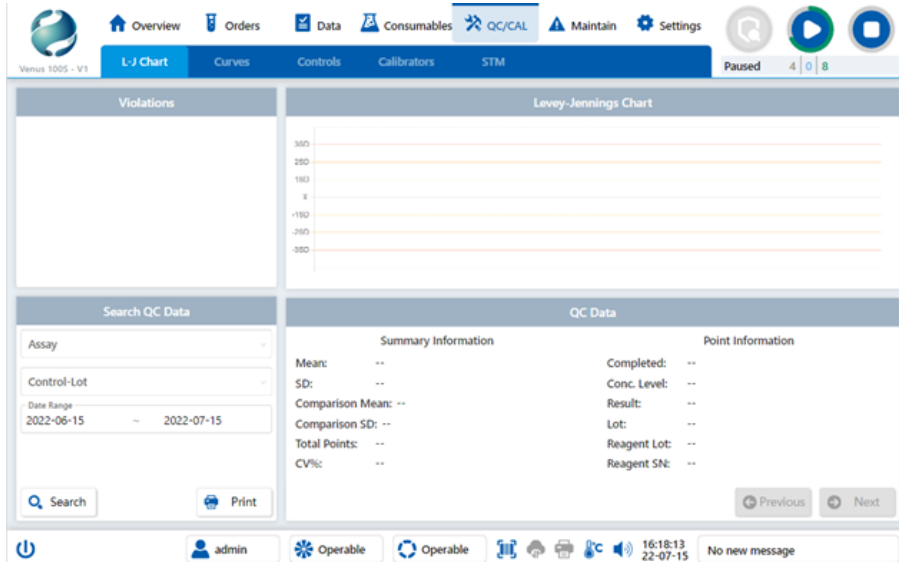 Overview Orders Data Consumables QC/CAL Maintain Settings
Venus 100S - V1
L-J Chart Curves Controls Calibrators STM
Paused 4 0 8
Violations
Levey-Jennings Chart
3SD
2SD
1SD
x
-1SD
-2SD
-3SD
Search QC Data
Assay
Control-Lot
Date Range
2022-06-15 ~ 2022-07-15
Search Print
QC Data
Summary Information
Mean: --
SD: --
Comparison Mean: --
Comparison SD: --
Total Points: --
CV%: --
Point Information
Completed: --
Conc. Level: --
Result: --
Lot: --
Reagent Lot: --
Reagent SN: --
Previous Next
admin Operable Operable °C 16:18:13
22-07-15
No new message